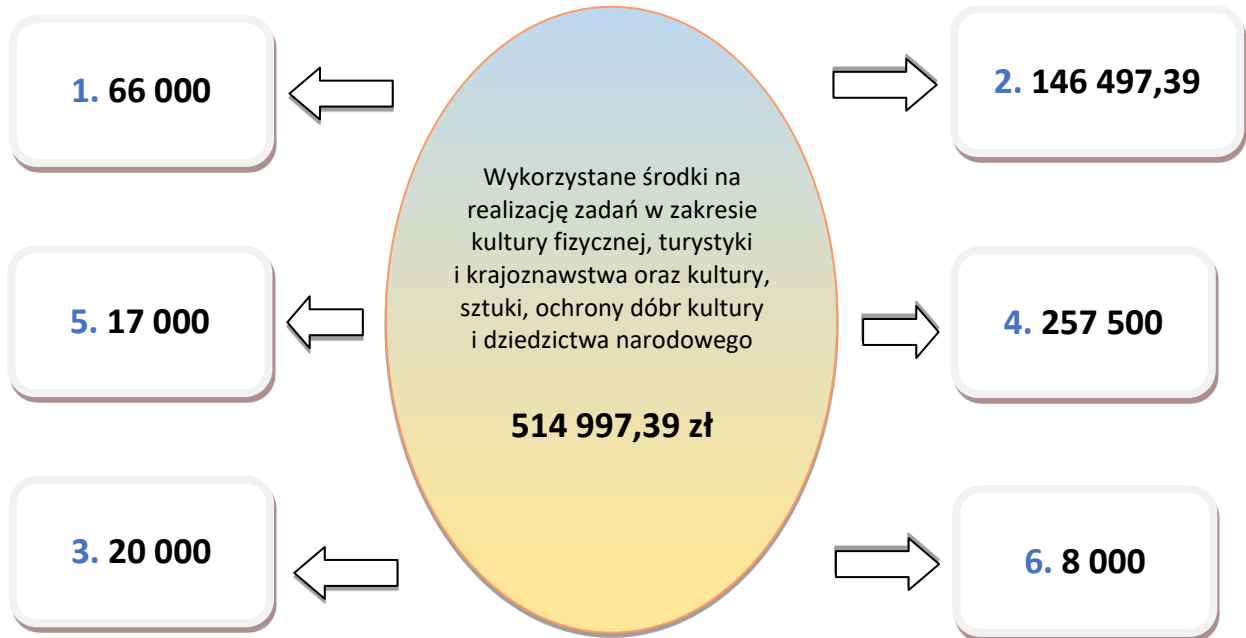 1. 66 000
2. 146 497,39
Wykorzystane środki na
realizację zadań w zakresie
kultury fizycznej, turystyki
i krajoznawstwa oraz kultury,
sztuki, ochrony dóbr kultury
i dziedzictwa narodowego
514 997,39 zł
5. 17 000
4. 257 500
3. 20 000
6. 8 000